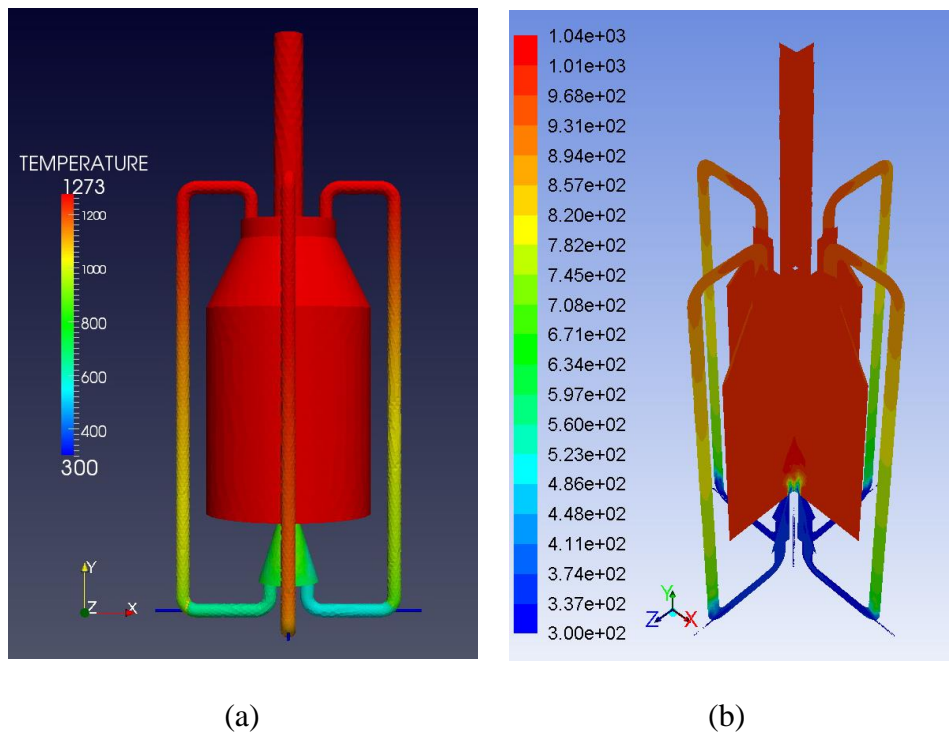 TEMPERATURE
1273
1200
1000
800
600
400
300
Y
Z
X
(a)
1.04e+03
1.01e+03
9.68e+02
9.31e+02
8.94e+02
8.57e+02
8.20e+02
7.82e+02
7.45e+02
7.08e+02
6.71e+02
6.34e+02
5.97e+02
5.60e+02
5.23e+02
4.86e+02
4.48e+02
4.11e+02
3.74e+02
3.37e+02
3.00e+02
Y
Z
X
(b)